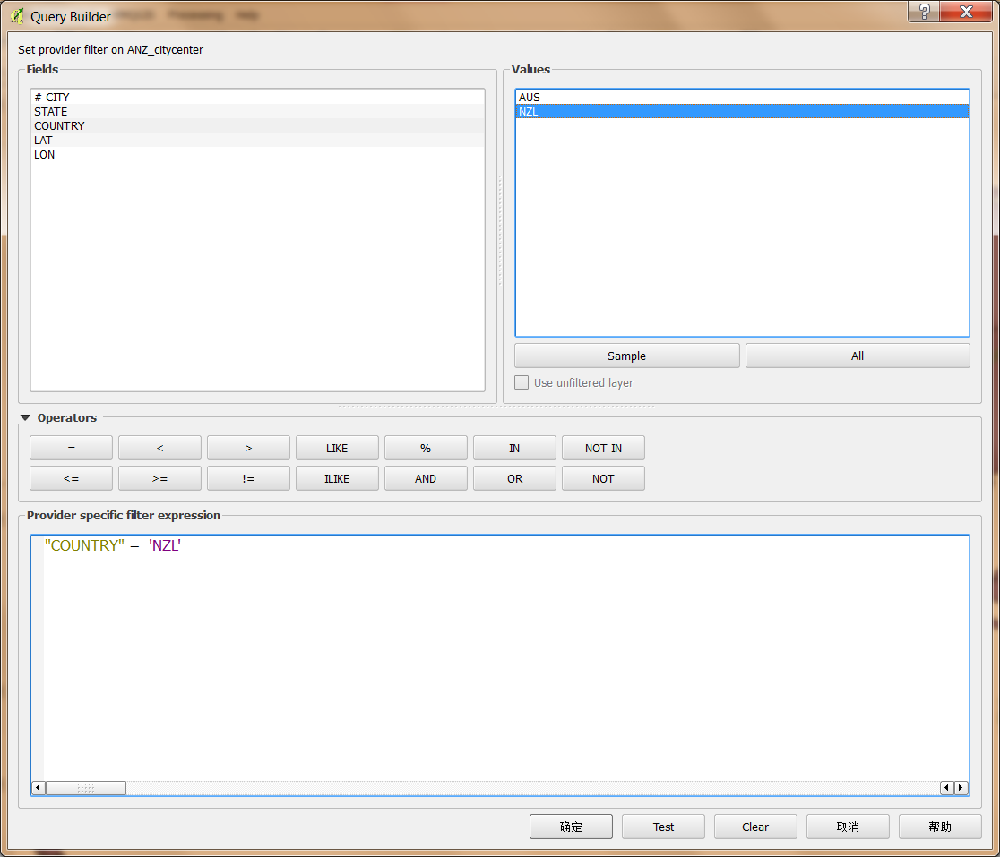 Query Builder
Processing Help
Set provider filter on ANZ_citycenter
Fields
Values
# CITY
STATE
COUNTRY
LAT
LON
AUS
NZL
Sample
All
Use unfiltered layer
Operators
= < > LIKE % IN NOT IN
<= >= != ILIKE AND OR NOT
Provider specific filter expression
"COUNTRY" = 'NZL'
确定 Test Clear 取消 帮助